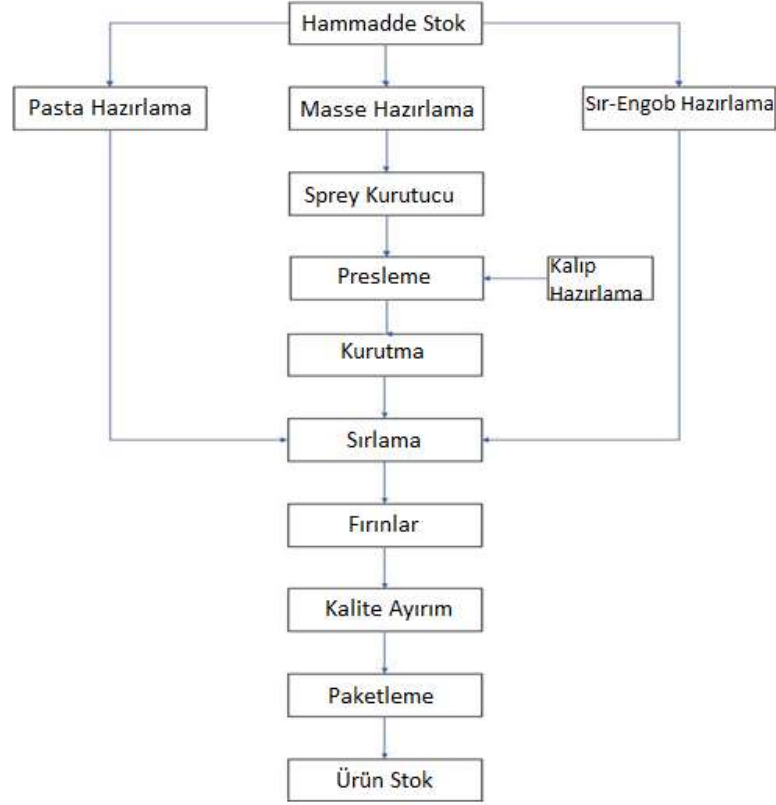 Hammadde Stok
Pasta Hazırlama
Masse Hazırlama
Sır-Engob Hazırlama
Sprey Kurutucu
Presleme
Kalıp
Hazırlama
Kurutma
Sırlama
Fırınlar
Kalite Ayırım
Paketleme
Ürün Stok